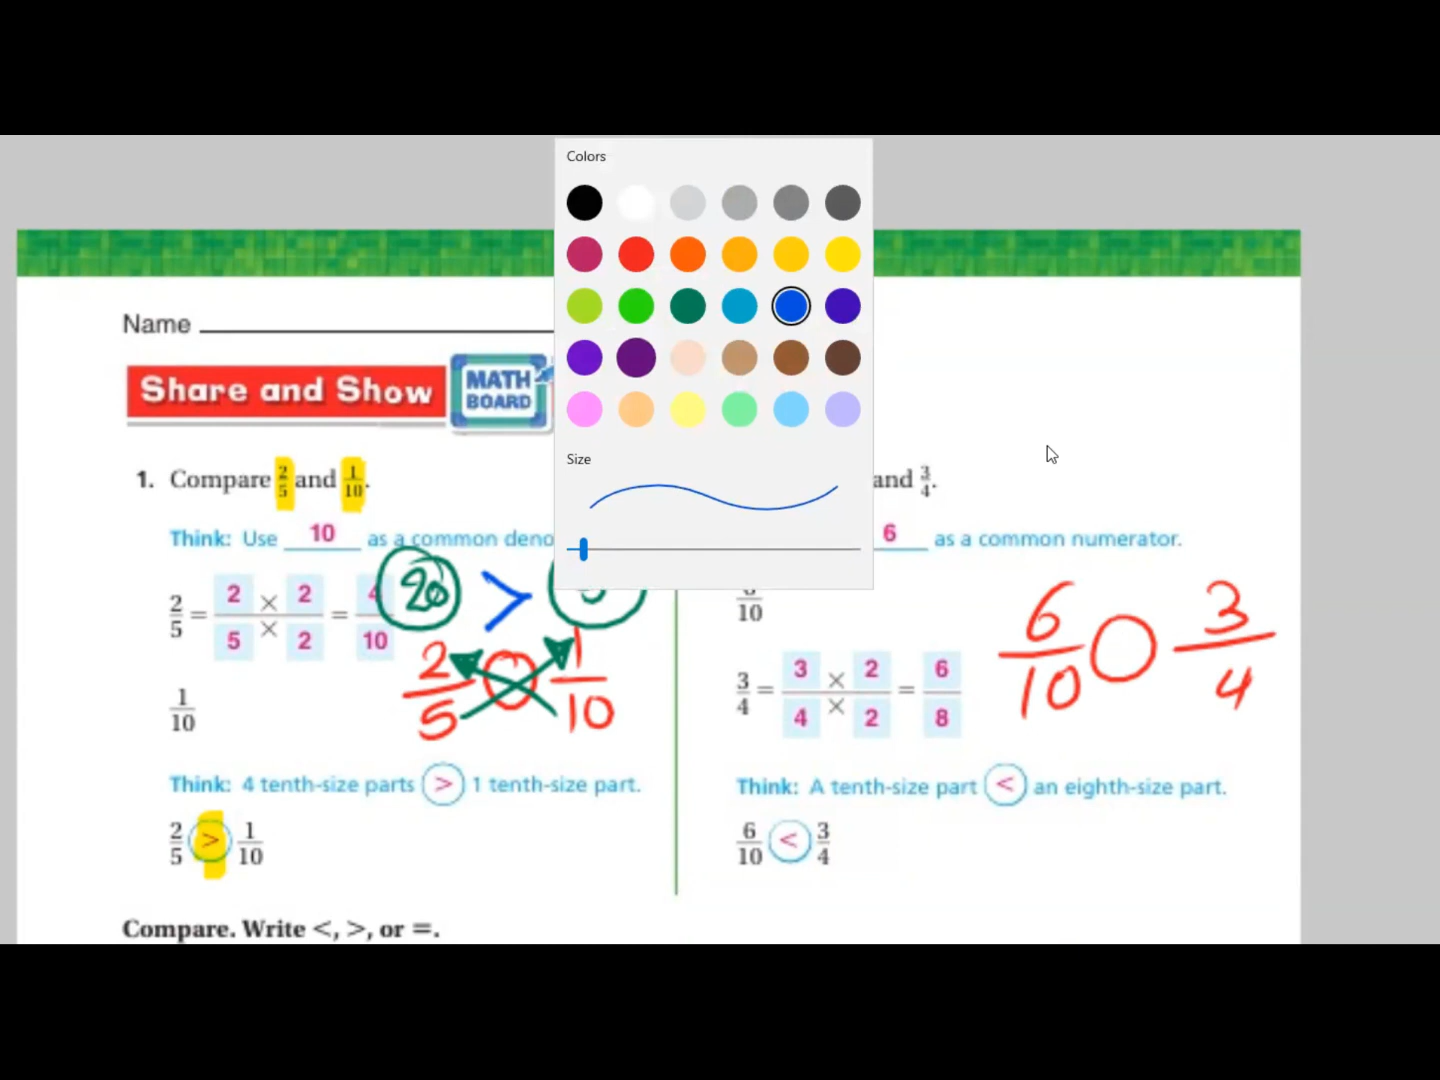 Colors
Size
Name
Share and Show
MATH BOARD
1. Compare 2/5 and 1/10.
and 3/4.
Think: Use 10 as a common deno
6 as a common numerator.
2/5 = 2 × 2 / 5 × 2 = 4/10
20 >
2/5 1/10
1/10
6/10
3/4 = 3 × 2 / 4 × 2 = 6/8
6/10 3/4
Think: 4 tenth-size parts > 1 tenth-size part.
Think: A tenth-size part < an eighth-size part.
2/5 > 1/10
6/10 < 3/4
Compare. Write <, >, or =.